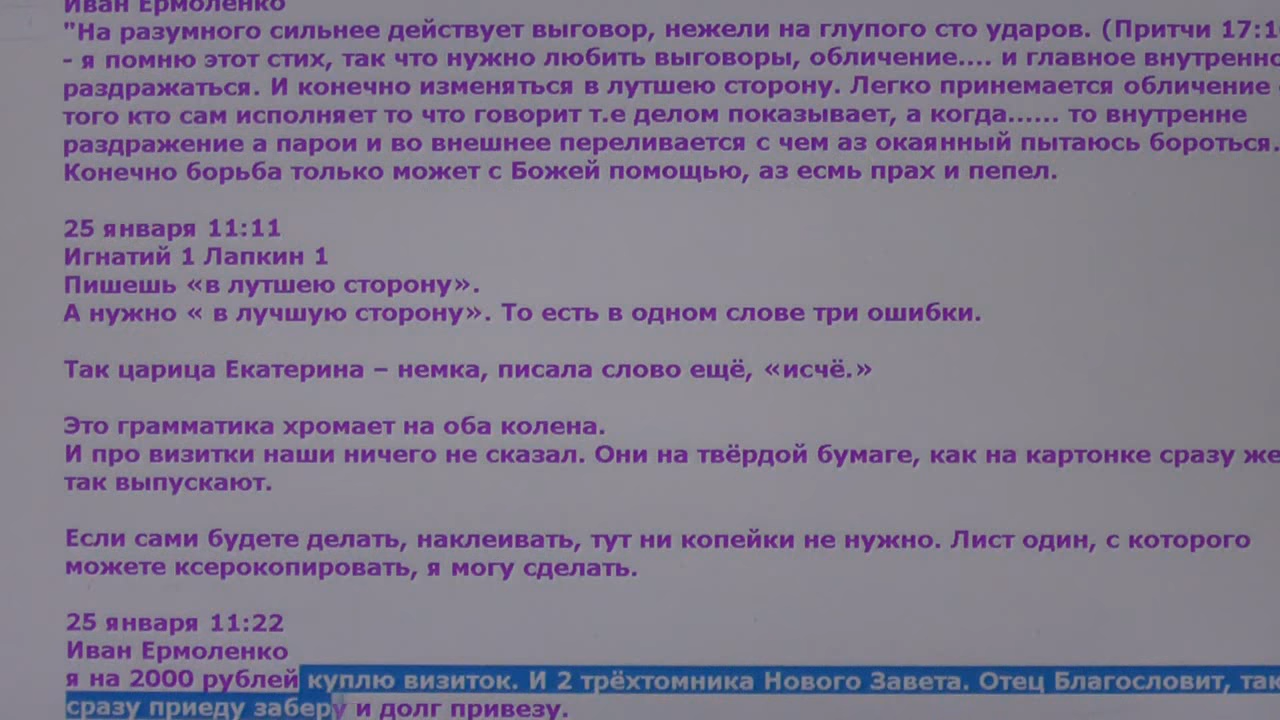 Иван Ермоленко
"На разумного сильнее действует выговор, нежели на глупого сто ударов. (Притчи 17:1
- я помню этот стих, так что нужно любить выговоры, обличение.... и главное внутренно
раздражаться. И конечно изменяться в лутшею сторону. Легко принимается обличение
того кто сам исполняет то что говорит т.е делом показывает, а когда...... то внутренне
раздражение а парои и во внешнее переливается с чем аз окаянный пытаюсь бороться.
Конечно борьба только может с Божей помощью, аз есмь прах и пепел.
25 января 11:11
Игнатий 1 Лапкин 1
Пишешь «в лутшею сторону».
А нужно « в лучшую сторону». То есть в одном слове три ошибки.
Так царица Екатерина – немка, писала слово ещё, «исчё.»
Это грамматика хромает на оба колена.
И про визитки наши ничего не сказал. Они на твёрдой бумаге, как на картонке сразу же
так выпускают.
Если сами будете делать, наклеивать, тут ни копейки не нужно. Лист один, с которого
можете ксерокопировать, я могу сделать.
25 января 11:22
Иван Ермоленко
я на 2000 рублей куплю визиток. И 2 трёхтомника Нового Завета. Отец Благословит, так
сразу приеду заберу и долг привезу.